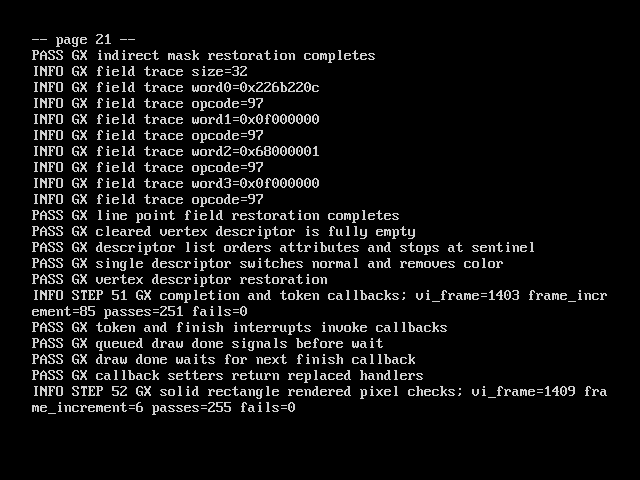 -- page 21 --
PASS GX indirect mask restoration completes
INFO GX field trace size=32
INFO GX field trace word0=0x226b220c
INFO GX field trace opcode=97
INFO GX field trace word1=0x0f000000
INFO GX field trace opcode=97
INFO GX field trace word2=0x68000001
INFO GX field trace opcode=97
INFO GX field trace word3=0x0f000000
INFO GX field trace opcode=97
PASS GX line point field restoration completes
PASS GX cleared vertex descriptor is fully empty
PASS GX descriptor list orders attributes and stops at sentinel
PASS GX single descriptor switches normal and removes color
PASS GX vertex descriptor restoration
INFO STEP 51 GX completion and token callbacks; vi_frame=1403 frame_incr
ement=85 passes=251 fails=0
PASS GX token and finish interrupts invoke callbacks
PASS GX queued draw done signals before wait
PASS GX draw done waits for next finish callback
PASS GX callback setters return replaced handlers
INFO STEP 52 GX solid rectangle rendered pixel checks; vi_frame=1409 fra
me_increment=6 passes=255 fails=0